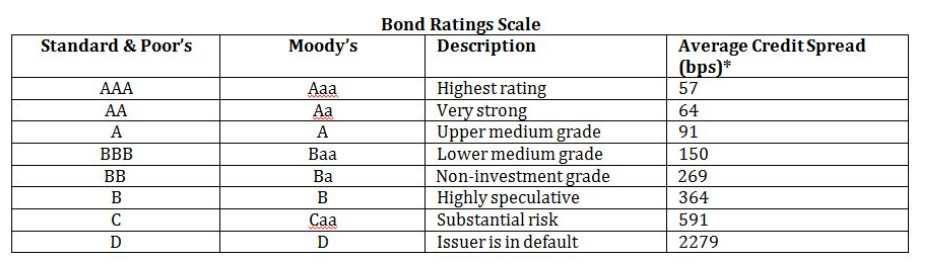 Bond Ratings Scale
Standard & Poor's Moody's Description Average Credit Spread
(bps)*
AAA Aaa Highest rating 57
AA Aa Very strong 64
A A Upper medium grade 91
BBB Baa Lower medium grade 150
BB Ba Non-investment grade 269
B B Highly speculative 364
C Caa Substantial risk 591
D D Issuer is in default 2279